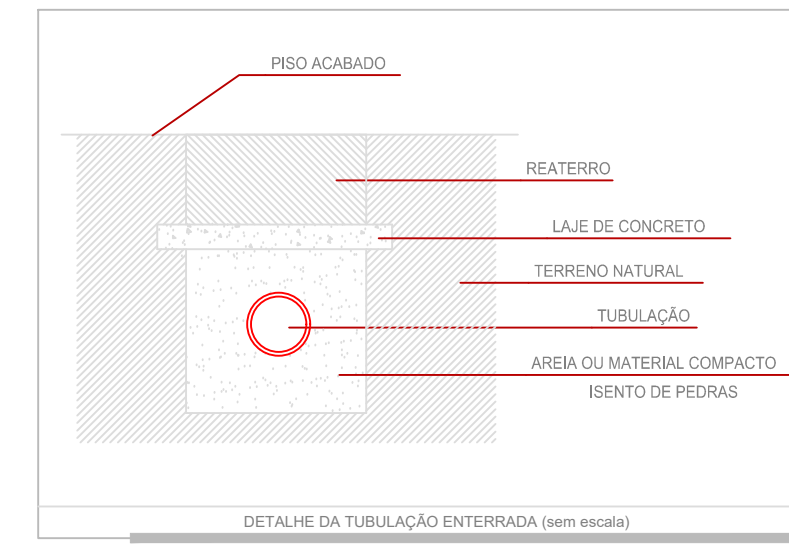 PISO ACABADO
REATERRO
LAJE DE CONCRETO
TERRENO NATURAL
TUBULAÇÃO
AREIA OU MATERIAL COMPACTO
ISENTO DE PEDRAS
DETALHE DA TUBULAÇÃO ENTERRADA (sem escala)